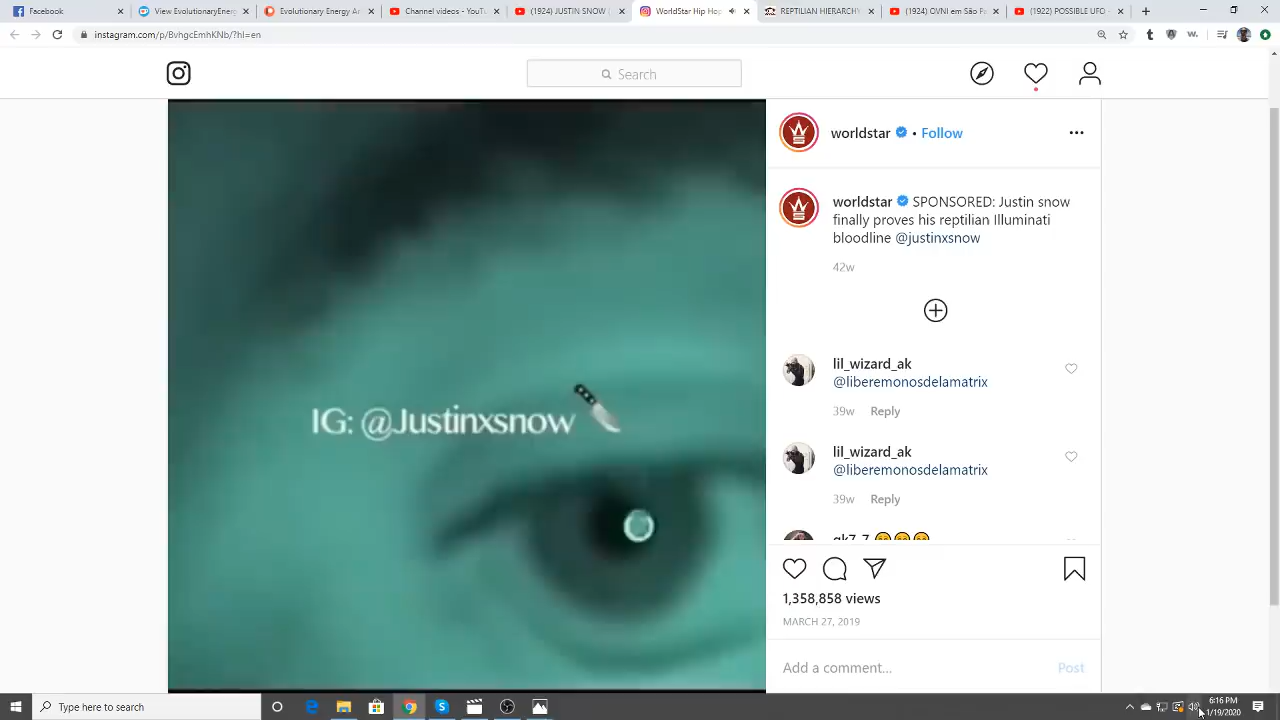 Facebook
View EvolutionaryEnerg
Evolutionary Energy Ar
Channel videos - YouTu
(1924) JUSTIN SNOW |
WorldStar Hip Hop
REPTILIAN HIERARCHY
(1924) OVNI em São Pa
(1922) POSSIBLE UFO -
instagram.com/p/BvhgcEmhKNb/?hl=en
Search
worldstar • Follow
worldstar SPONSORED: Justin snow
finally proves his reptilian Illuminati
bloodline @justinxsnow
42w
lil_wizard_ak
@liberemonosdelamatrix
39w Reply
lil_wizard_ak
@liberemonosdelamatrix
39w Reply
IG: @Justinxsnow
1,358,858 views
MARCH 27, 2019
Add a comment...
Post
Type here to search
6:16 PM
1/19/2020